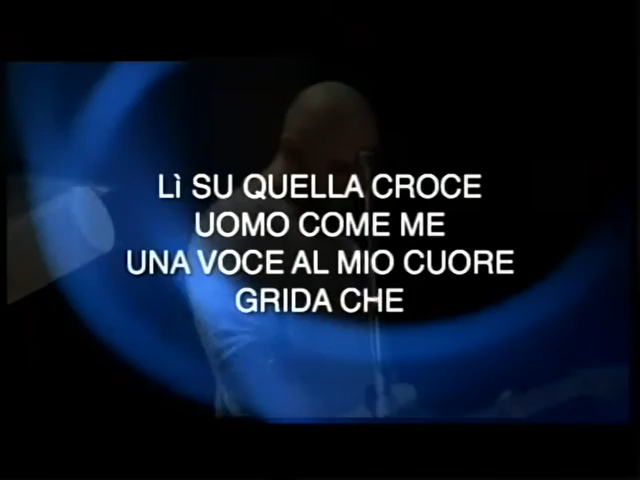 Lì SU QUELLA CROCE
UOMO COME ME
UNA VOCE AL MIO CUORE
GRIDA CHE